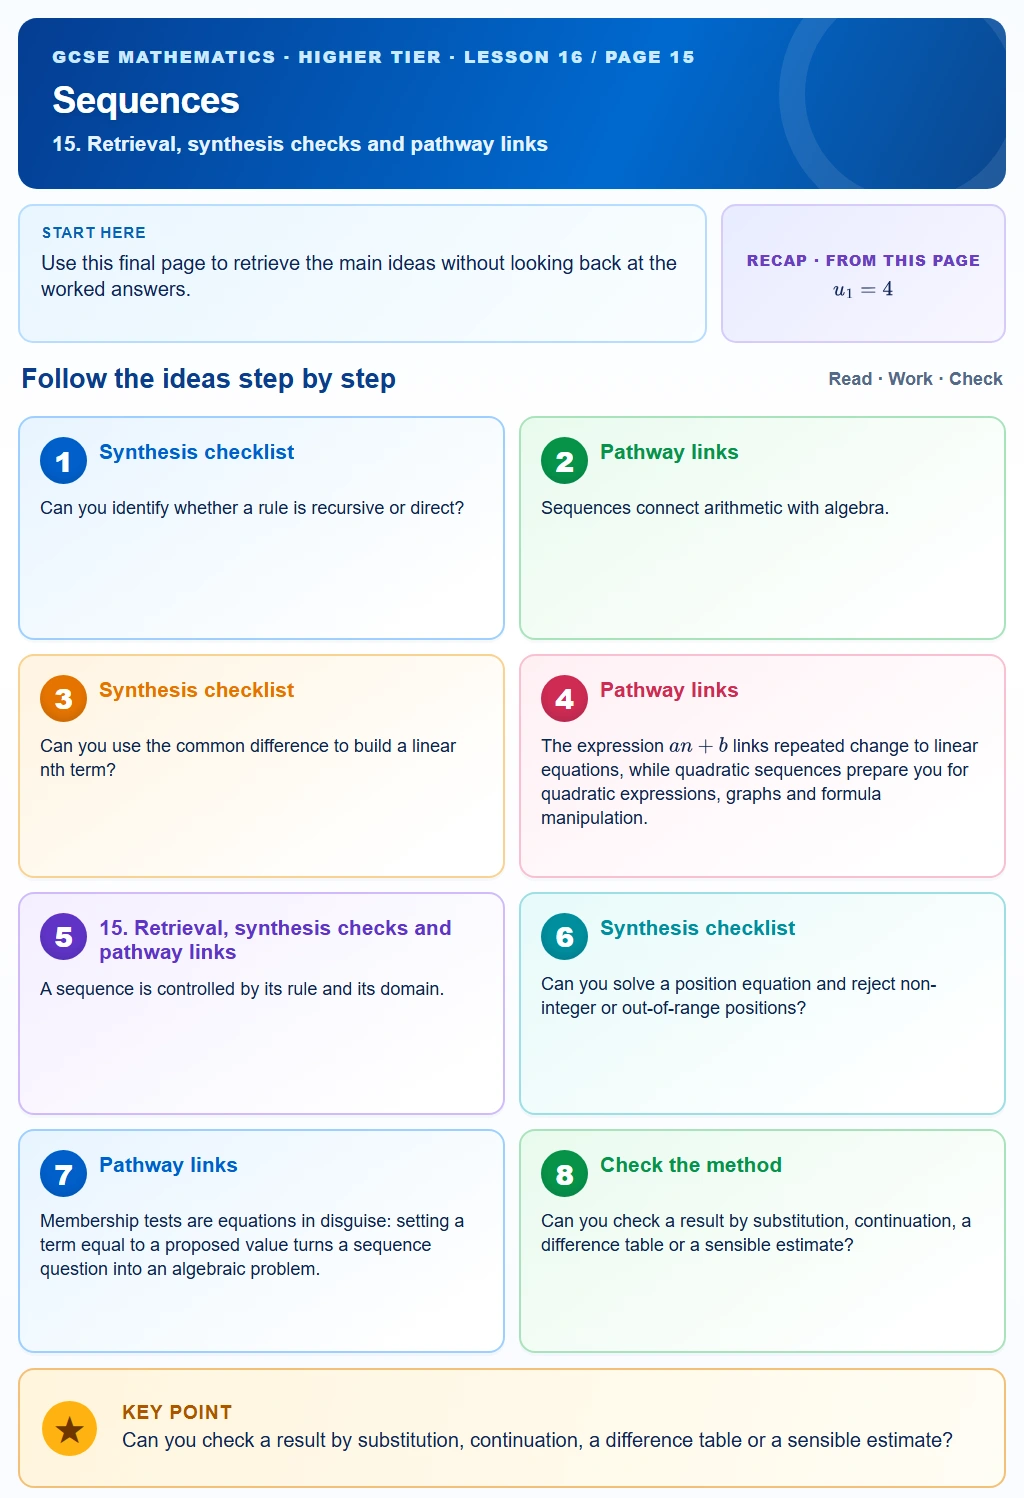 GCSE MATHEMATICS · HIGHER TIER · LESSON 16 / PAGE 15
Sequences
15. Retrieval, synthesis checks and pathway links
START HERE
Use this final page to retrieve the main ideas without looking back at the
worked answers.
RECAP · FROM THIS PAGE
u₁ = 4
Follow the ideas step by step
Read · Work · Check
1
Synthesis checklist
Can you identify whether a rule is recursive or direct?
2
Pathway links
Sequences connect arithmetic with algebra.
3
Synthesis checklist
Can you use the common difference to build a linear
nth term?
4
Pathway links
The expression an + b links repeated change to linear
equations, while quadratic sequences prepare you for
quadratic expressions, graphs and formula
manipulation.
5
15. Retrieval, synthesis checks and
pathway links
A sequence is controlled by its rule and its domain.
6
Synthesis checklist
Can you solve a position equation and reject non-
integer or out-of-range positions?
7
Pathway links
Membership tests are equations in disguise: setting a
term equal to a proposed value turns a sequence
question into an algebraic problem.
8
Check the method
Can you check a result by substitution, continuation, a
difference table or a sensible estimate?
KEY POINT
Can you check a result by substitution, continuation, a difference table or a sensible estimate?